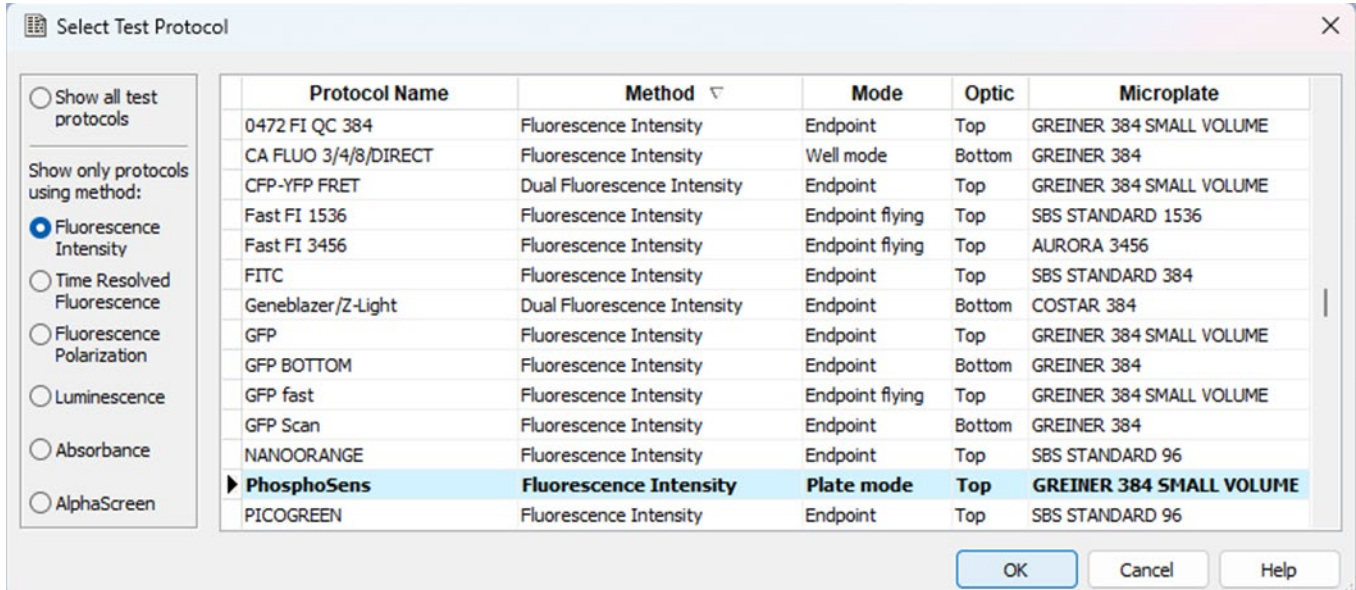 Select Test Protocol
Show all test
protocols
Show only protocols
using method:
Fluorescence
Intensity
Time Resolved
Fluorescence
Fluorescence
Polarization
Luminescence
Absorbance
AlphaScreen
Protocol Name Method Mode Optic Microplate
0472 FI QC 384 Fluorescence Intensity Endpoint Top GREINER 384 SMALL VOLUME
CA FLUO 3/4/8/DIRECT Fluorescence Intensity Well mode Bottom GREINER 384
CFP-YFP FRET Dual Fluorescence Intensity Endpoint Top GREINER 384 SMALL VOLUME
Fast FI 1536 Fluorescence Intensity Endpoint flying Top SBS STANDARD 1536
Fast FI 3456 Fluorescence Intensity Endpoint flying Top AURORA 3456
FITC Fluorescence Intensity Endpoint Top SBS STANDARD 384
Geneblazer/Z-Light Dual Fluorescence Intensity Endpoint Bottom COSTAR 384
GFP Fluorescence Intensity Endpoint Top GREINER 384 SMALL VOLUME
GFP BOTTOM Fluorescence Intensity Endpoint Bottom GREINER 384
GFP fast Fluorescence Intensity Endpoint flying Top GREINER 384 SMALL VOLUME
GFP Scan Fluorescence Intensity Endpoint Bottom GREINER 384
NANOORANGE Fluorescence Intensity Endpoint Top SBS STANDARD 96
PhosphoSens Fluorescence Intensity Plate mode Top GREINER 384 SMALL VOLUME
PICOGREEN Fluorescence Intensity Endpoint Top SBS STANDARD 96
OK Cancel Help